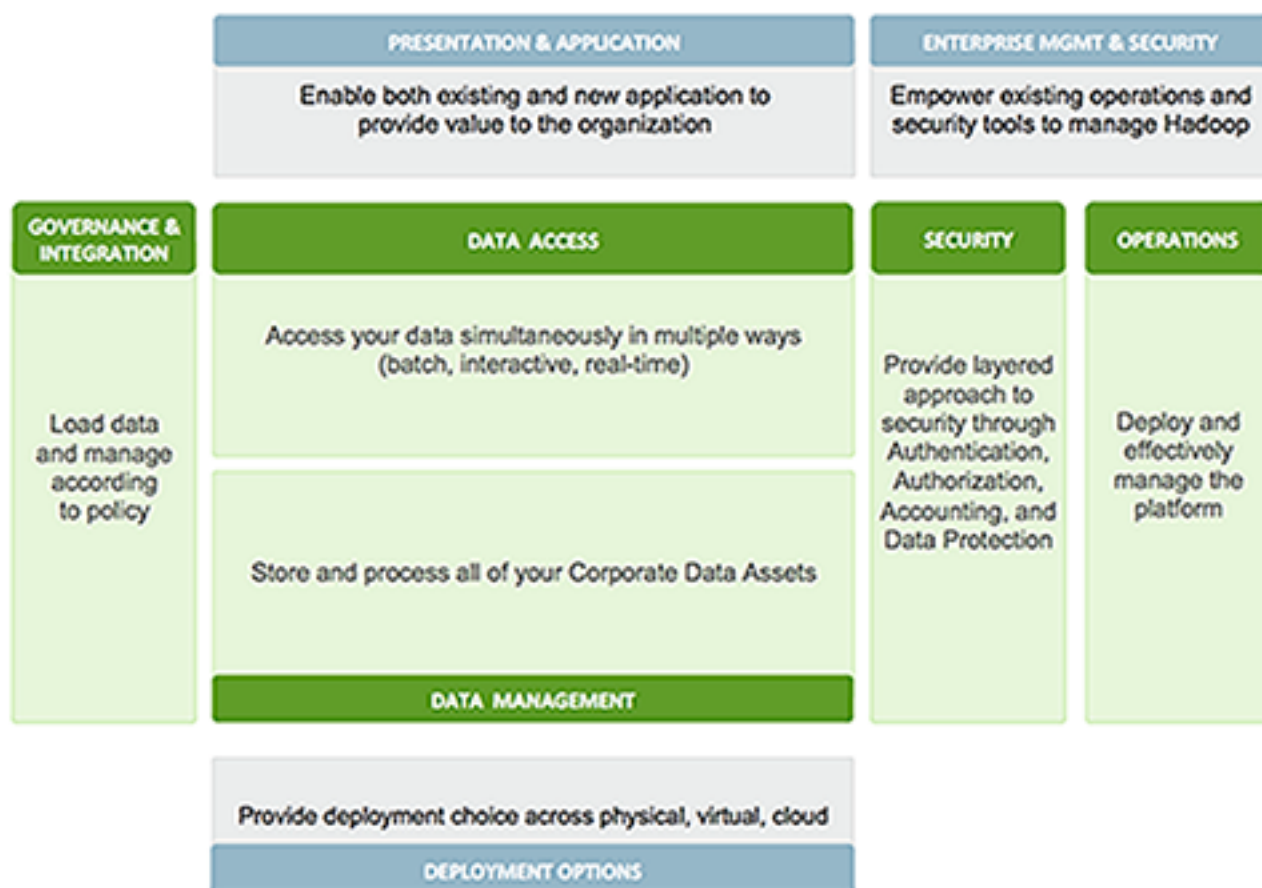 PRESENTATION & APPLICATION
Enable both existing and new application to
provide value to the organization
ENTERPRISE MGMT & SECURITY
Empower existing operations and
security tools to manage Hadoop
GOVERNANCE &
INTEGRATION
Load data
and manage
according
to policy
DATA ACCESS
Access your data simultaneously in multiple ways
(batch, interactive, real-time)
Store and process all of your Corporate Data Assets
DATA MANAGEMENT
SECURITY
Provide layered
approach to
security through
Authentication,
Authorization,
Accounting, and
Data Protection
OPERATIONS
Deploy and
effectively
manage the
platform
Provide deployment choice across physical, virtual, cloud
DEPLOYMENT OPTIONS